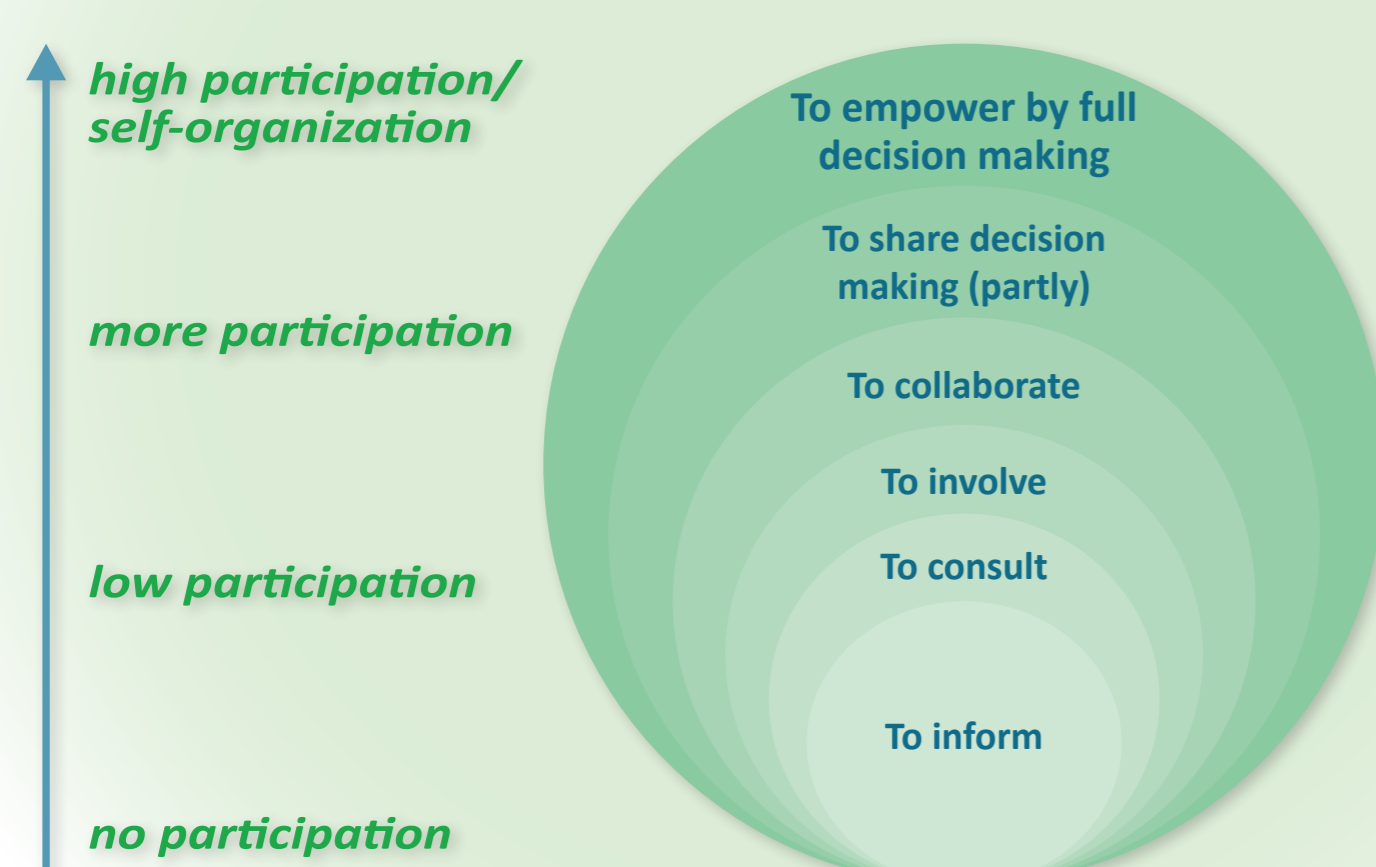 high participation/
self-organization
more participation
low participation
no participation
To empower by full
decision making
To share decision
making (partly)
To collaborate
To involve
To consult
To inform